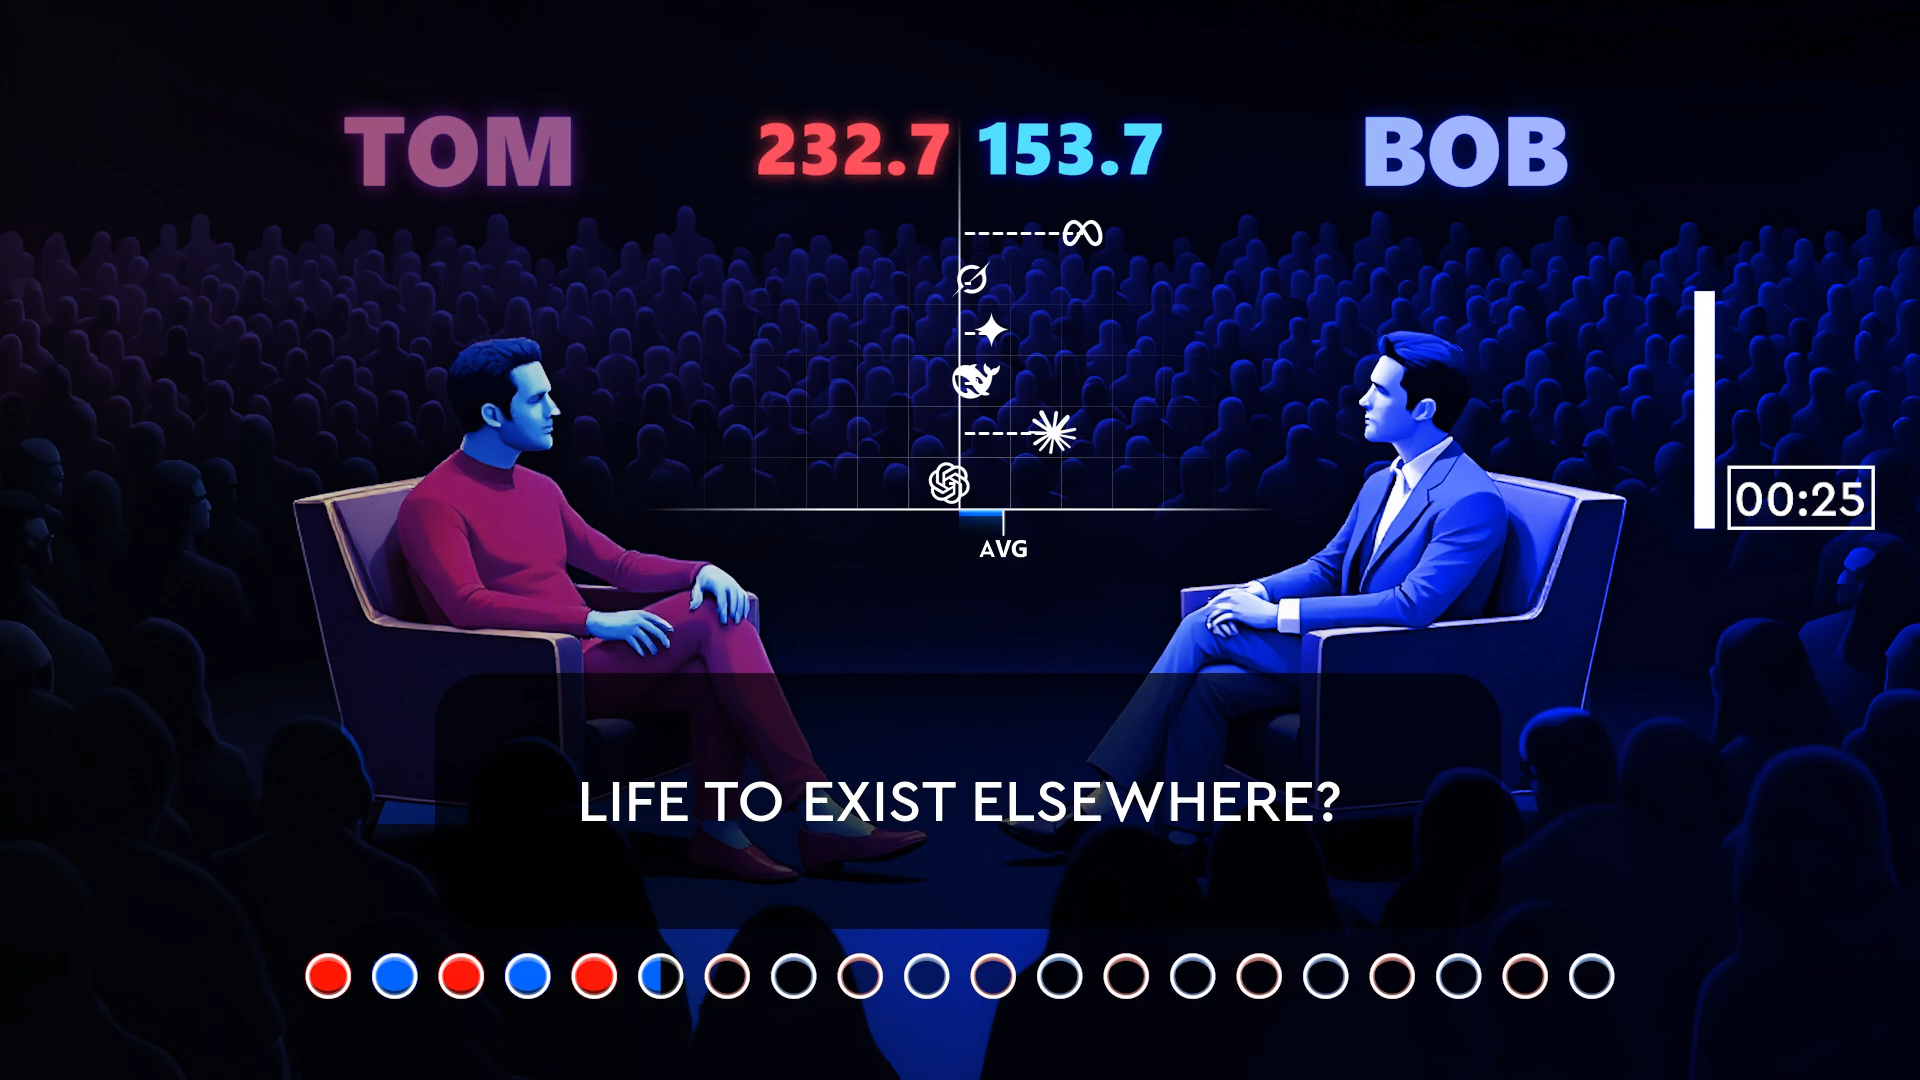 TOM
232.7
153.7
BOB
00:25
AVG
LIFE TO EXIST ELSEWHERE?